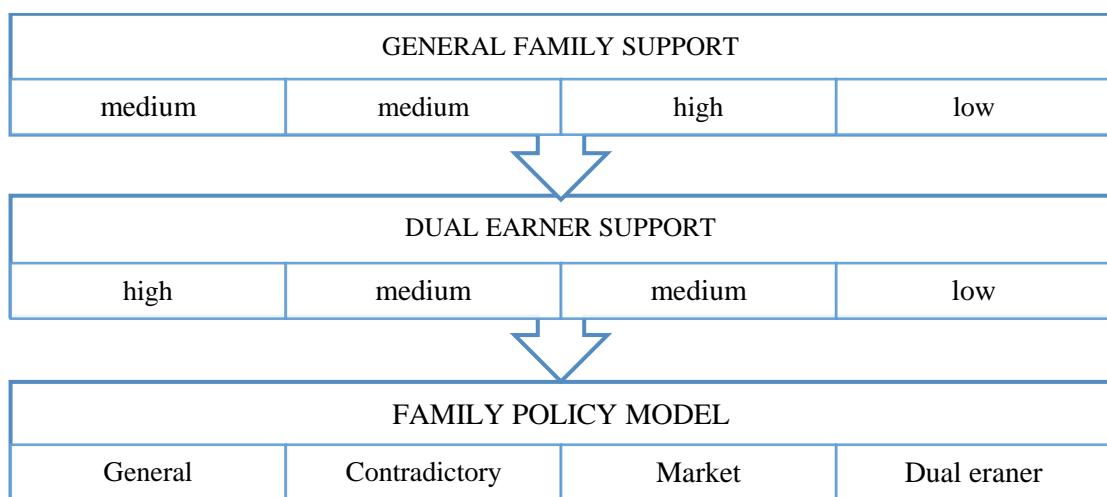 GENERAL FAMILY SUPPORT
medium medium high low
DUAL EARNER SUPPORT
high medium medium low
FAMILY POLICY MODEL
General Contradictory Market Dual eraner